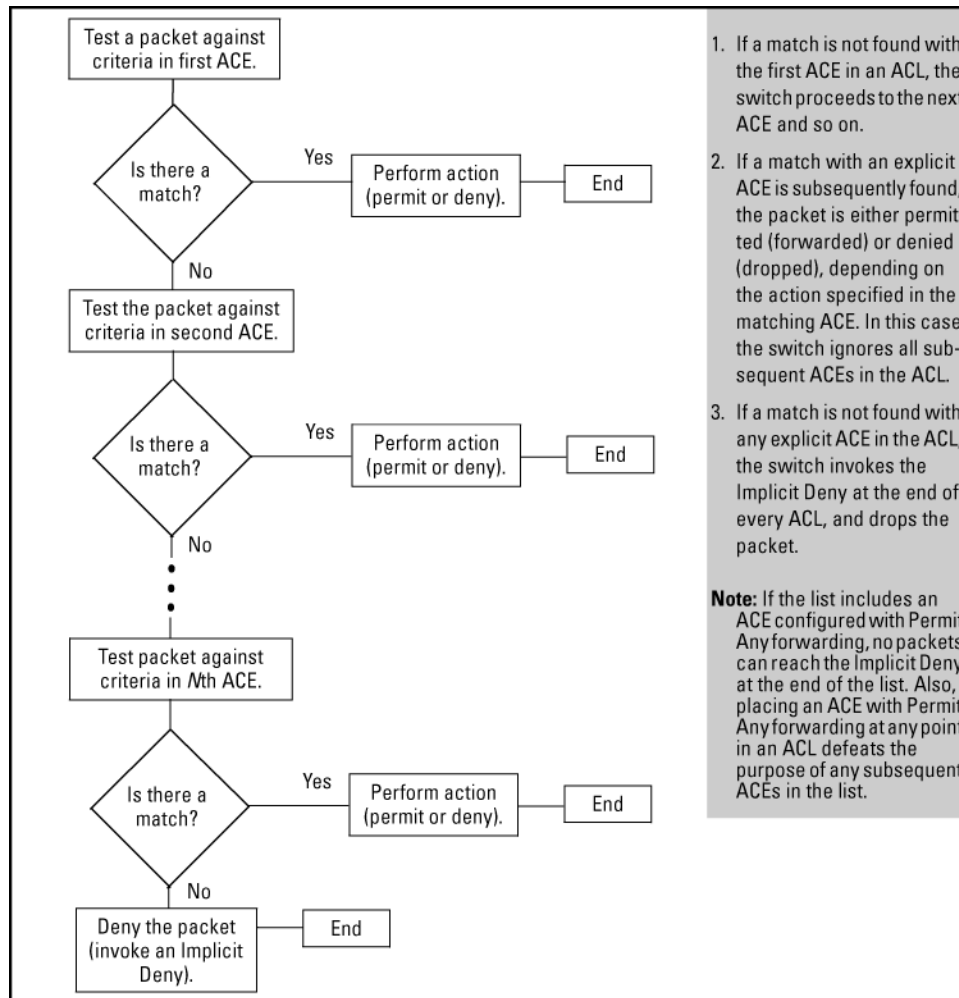 Test a packet against
criteria in first ACE.
Is there a
match?
Yes
Perform action
(permit or deny).
End
No
Test the packet against
criteria in second ACE.
Is there a
match?
Yes
Perform action
(permit or deny).
End
No
Test packet against
criteria in Nth ACE.
Is there a
match?
Yes
Perform action
(permit or deny).
End
No
Deny the packet
(invoke an Implicit
Deny).
End
1. If a match is not found with
the first ACE in an ACL, the
switch proceeds to the next
ACE and so on.
2. If a match with an explicit
ACE is subsequently found,
the packet is either permit
ted (forwarded) or denied
(dropped), depending on
the action specified in the
matching ACE. In this case
the switch ignores all sub-
sequent ACEs in the ACL.
3. If a match is not found with
any explicit ACE in the ACL,
the switch invokes the
Implicit Deny at the end of
every ACL, and drops the
packet.
Note: If the list includes an
ACE configured with Permit
Any forwarding, no packets
can reach the Implicit Deny
at the end of the list. Also,
placing an ACE with Permit
Any forwarding at any point
in an ACL defeats the
purpose of any subsequent
ACEs in the list.